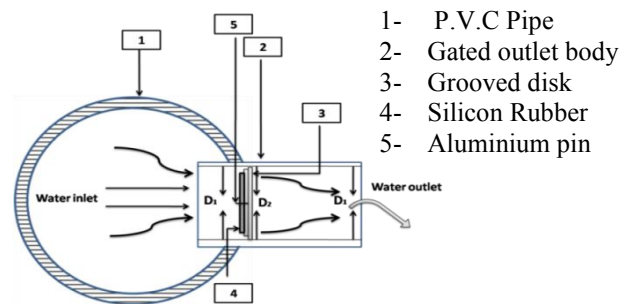 5
1
2
3
Water inlet
D₁
D₂
D₁
Water outlet
4
1- P.V.C Pipe
2- Gated outlet body
3- Grooved disk
4- Silicon Rubber
5- Aluminium pin